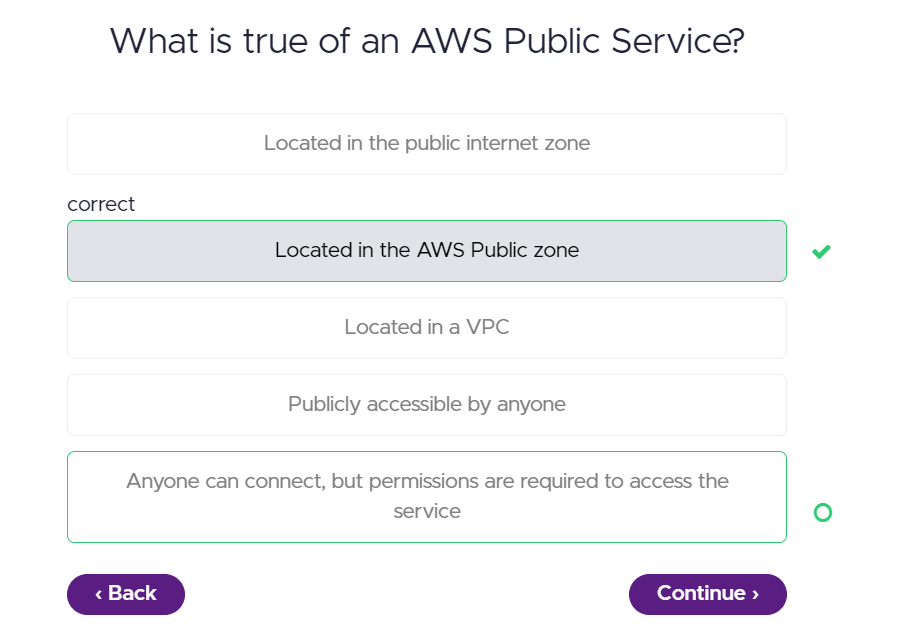 What is true of an AWS Public Service?
Located in the public internet zone
correct
Located in the AWS Public zone
Located in a VPC
Publicly accessible by anyone
Anyone can connect, but permissions are required to access the
service
‹ Back
Continue ›